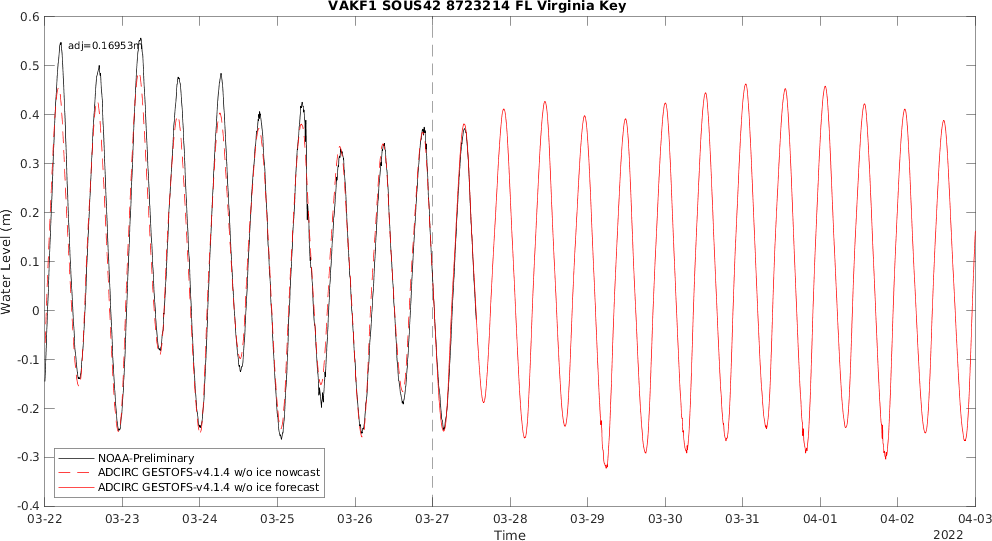 VAKF1 SOUS42 8723214 FL Virginia Key
0.6
0.5
0.4
0.3
0.2
0.1
0
-0.1
-0.2
-0.3
-0.4
Water Level (m)
adj=0.16953m
NOAA-Preliminary
ADCIRC GESTOFS-v4.1.4 w/o ice nowcast
ADCIRC GESTOFS-v4.1.4 w/o ice forecast
03-22 03-23 03-24 03-25 03-26 03-27 03-28 03-29 03-30 03-31 04-01 04-02 04-03
Time
2022